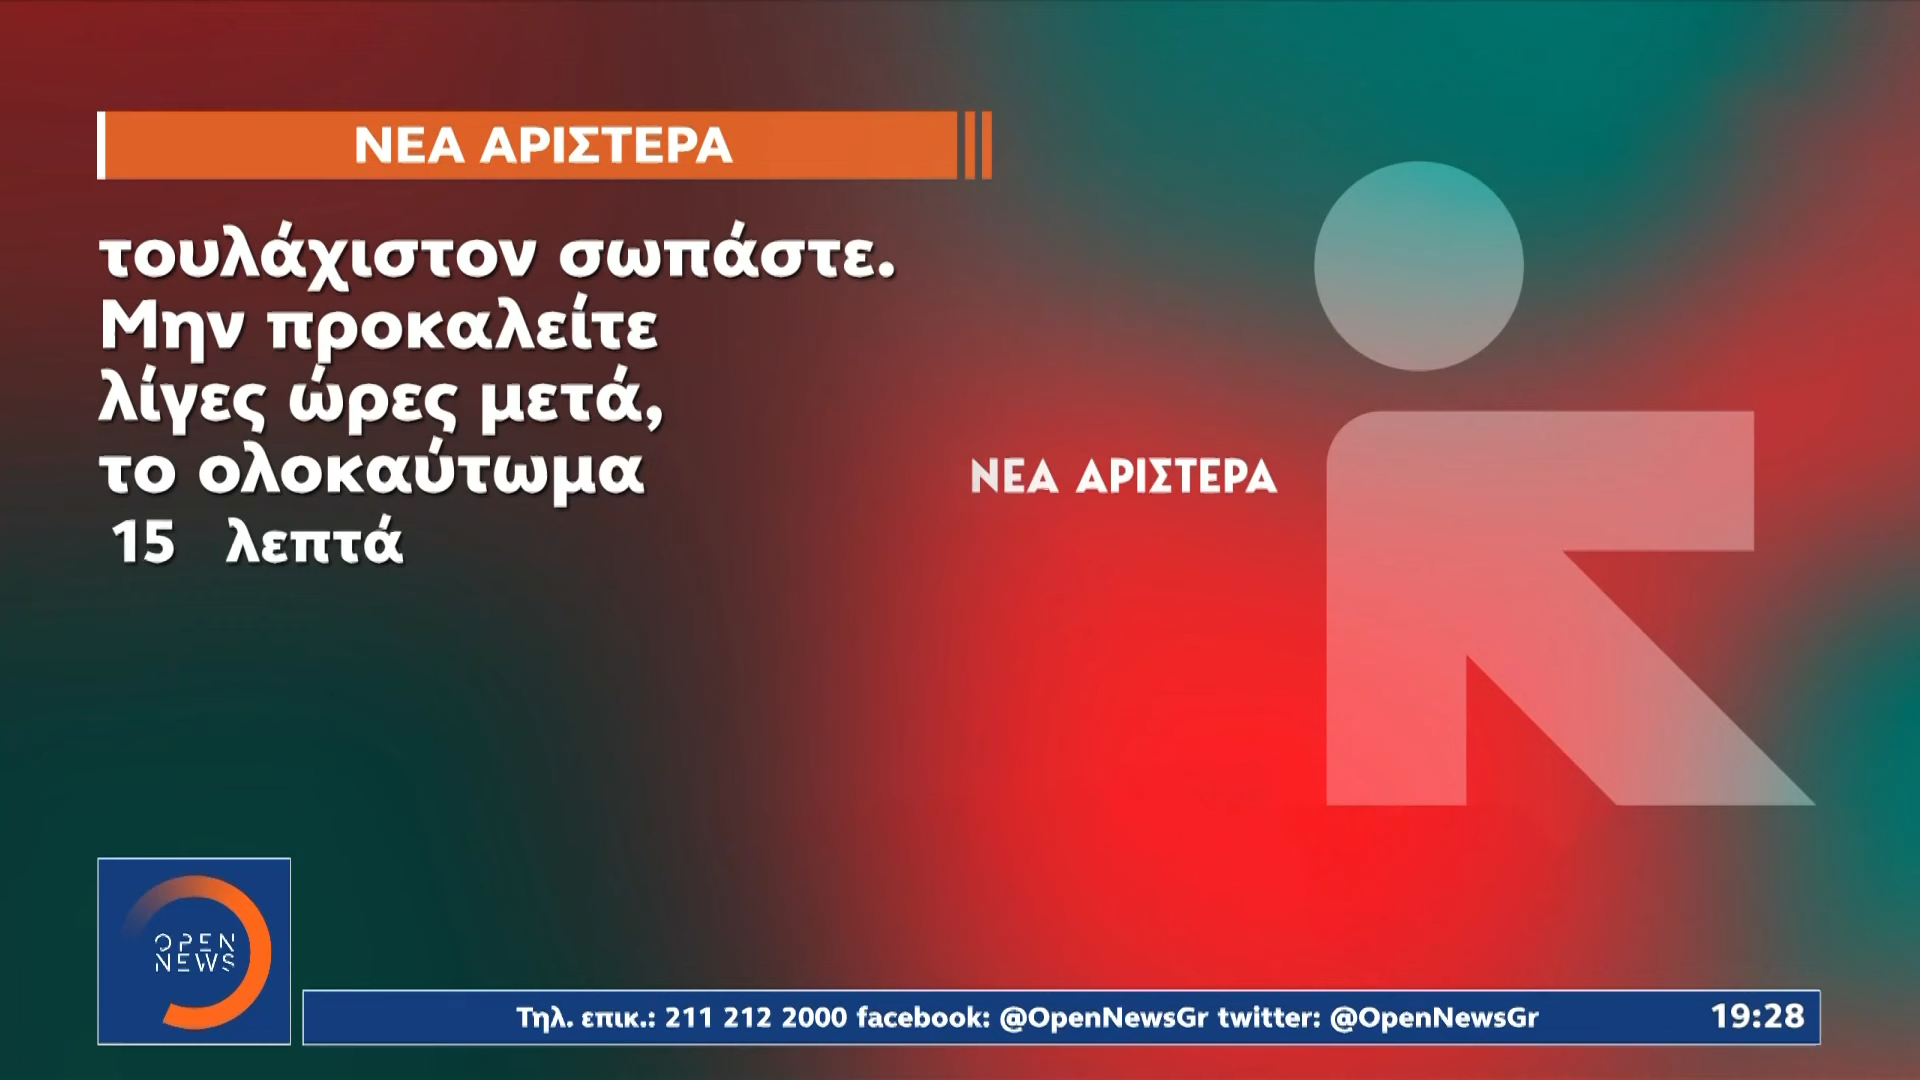 ΝΕΑ ΑΡΙΣΤΕΡΑ
τουλάχιστον σωπάστε.
Μην προκαλείτε
λίγες ώρες μετά,
το ολοκαύτωμα
15 λεπτά
ΝΕΑ ΑΡΙΣΤΕΡΑ
OPEN
NEWS
Τηλ. επικ.: 211 212 2000 facebook: @OpenNewsGr twitter: @OpenNewsGr
19:28